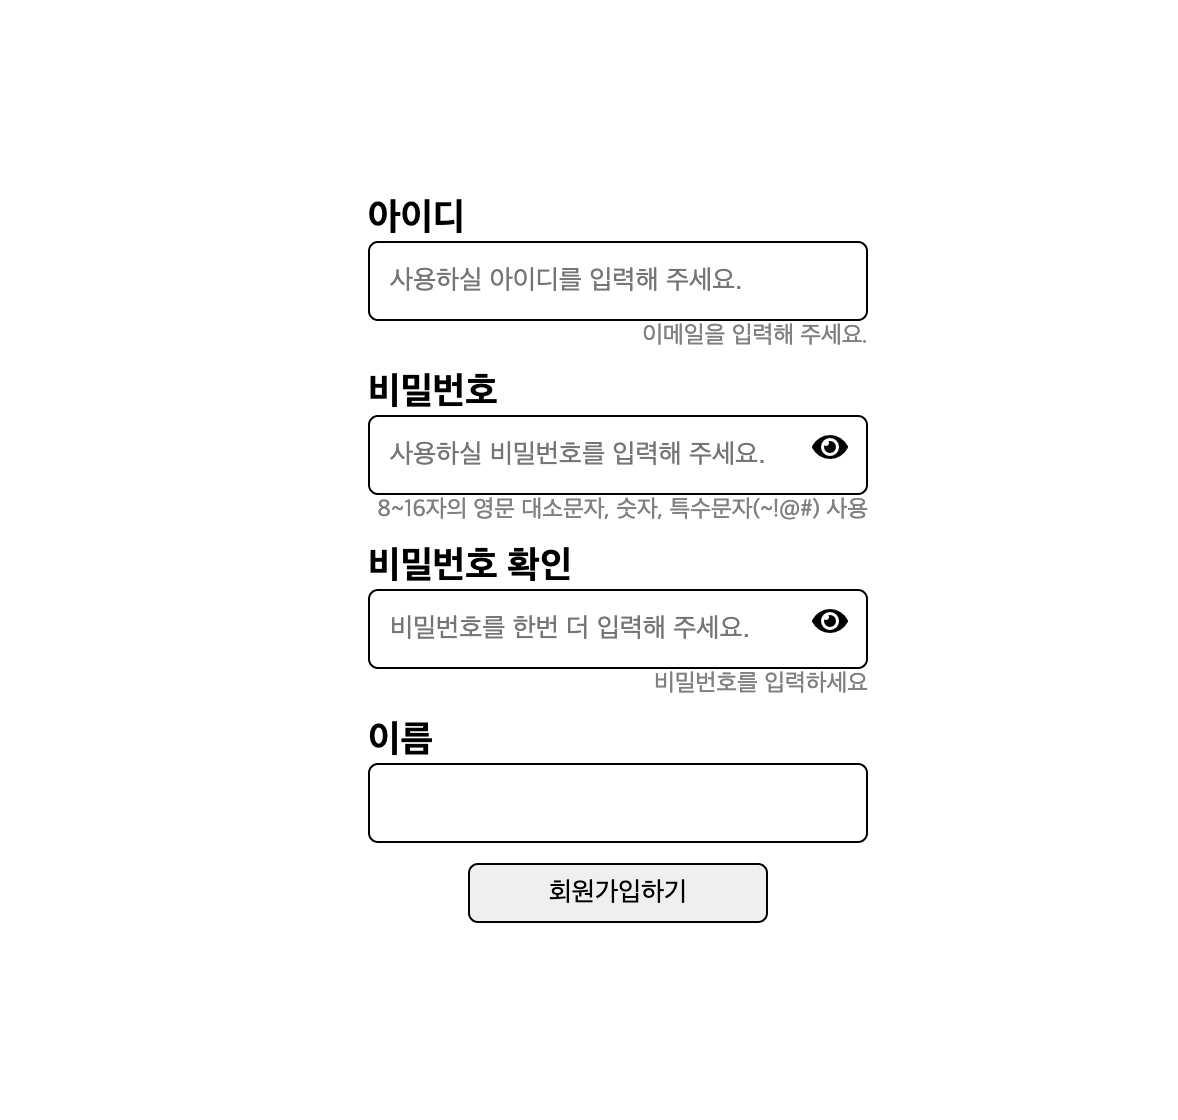 아이디
사용하실 아이디를 입력해 주세요.
이메일을 입력해 주세요.
비밀번호
사용하실 비밀번호를 입력해 주세요.
8~16자의 영문 대소문자, 숫자, 특수문자(~!@#) 사용
비밀번호 확인
비밀번호를 한번 더 입력해 주세요.
비밀번호를 입력하세요
이름
회원가입하기